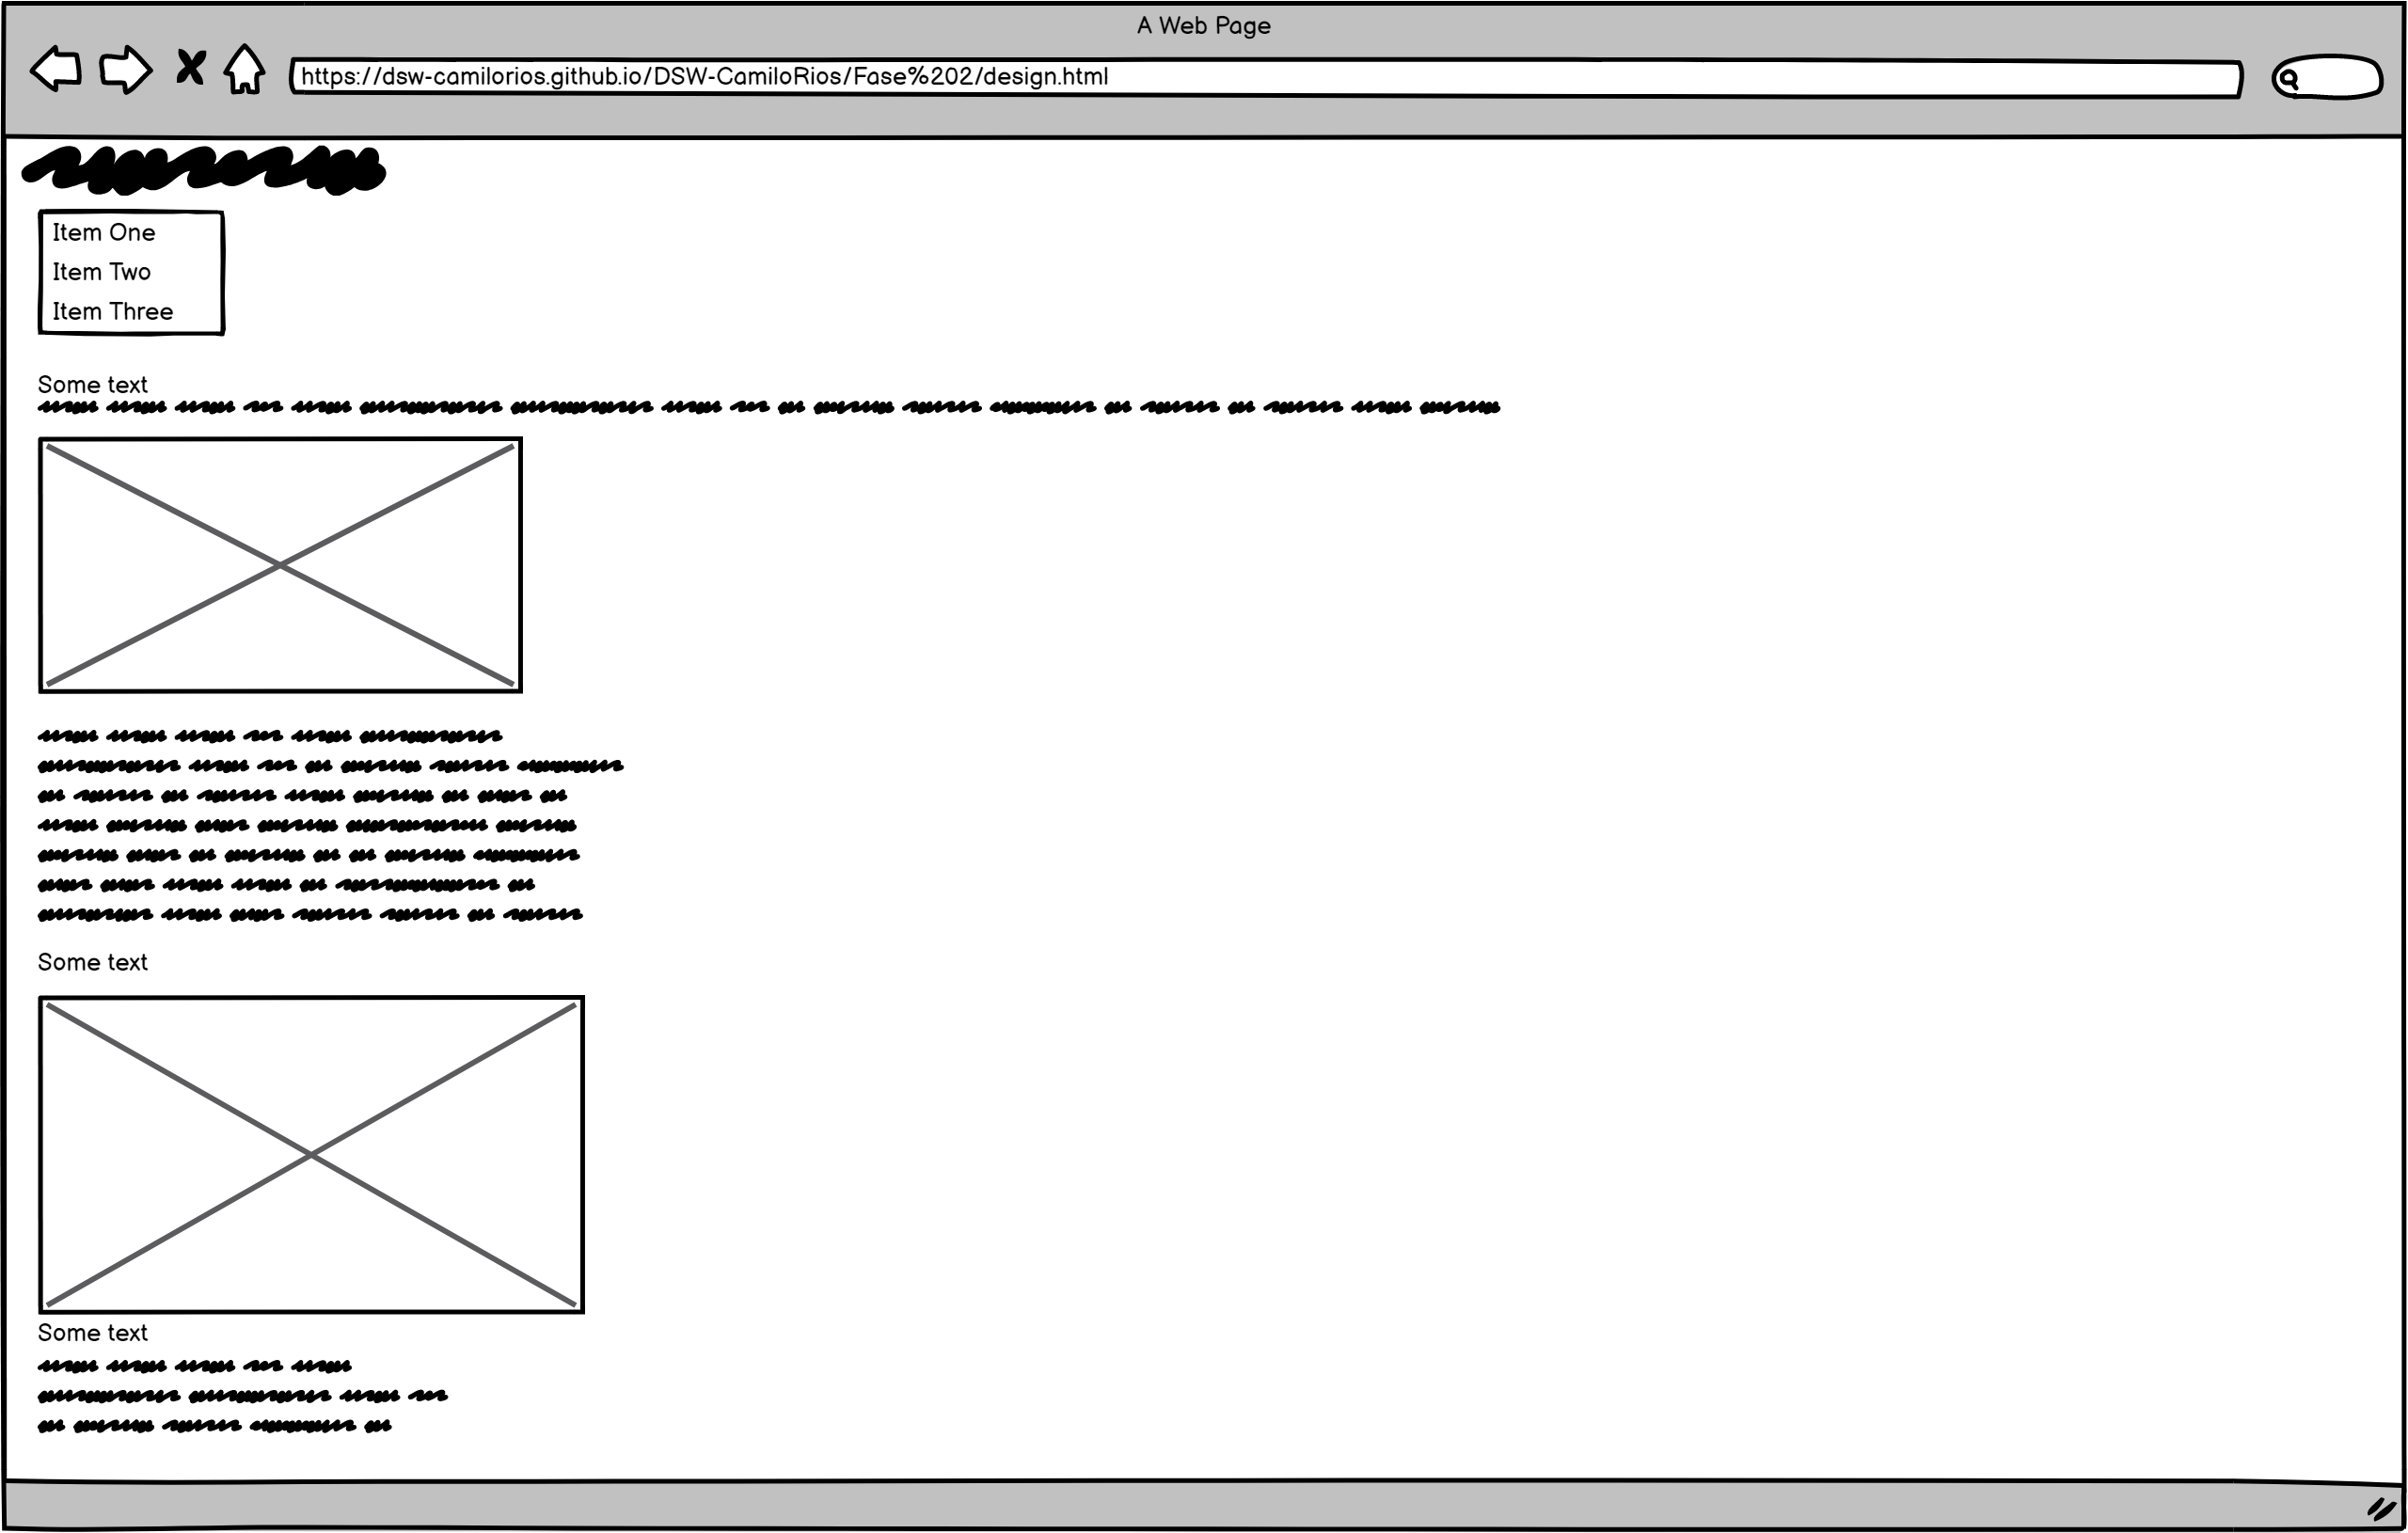 A Web Page
https://dsw-camilorios.github.io/DSW-CamiloRios/Fase%202/design.html
Item One
Item Two
Item Three
Some text
Some text
Some text